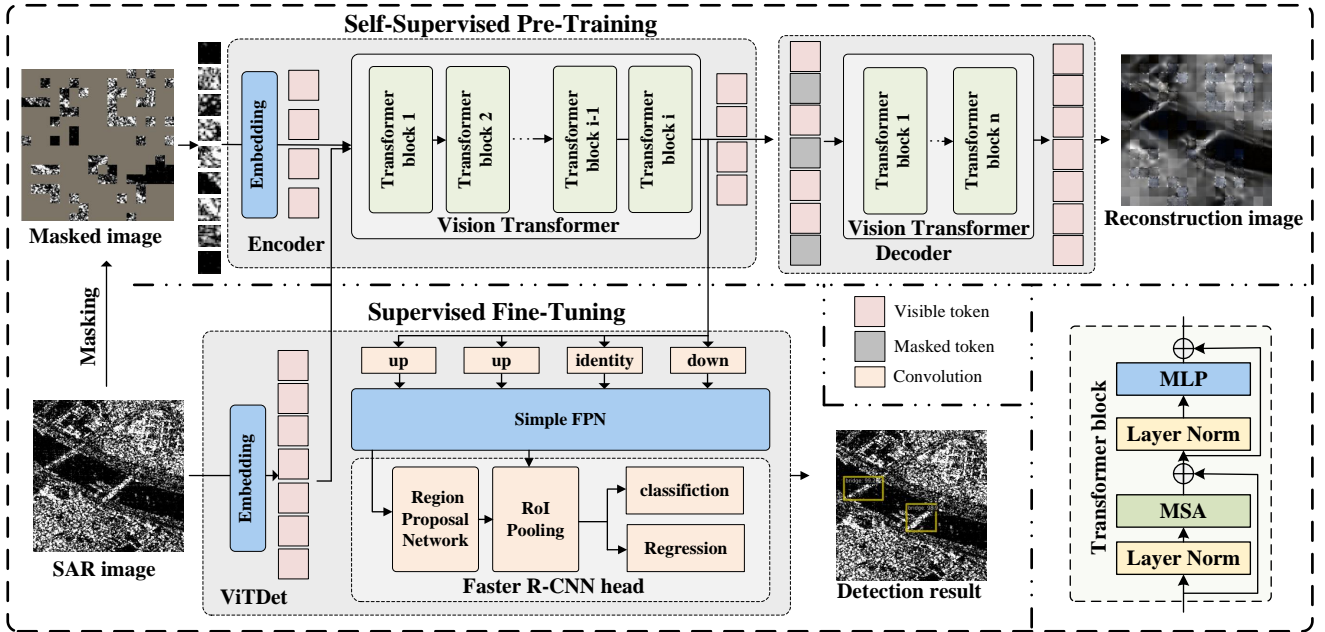 Self-Supervised Pre-Training
Masked image
Embedding
Encoder
Transformer
block 1
Transformer
block 2
Transformer
block i-1
Transformer
block i
Vision Transformer
Transformer
block 1
Transformer
block n
Vision Transformer
Decoder
Reconstruction image
Masking
SAR image
Supervised Fine-Tuning
Embedding
ViTDet
up
up
identity
down
Simple FPN
Region
Proposal
Network
RoI
Pooling
classifiction
Regression
Faster R-CNN head
Visible token
Masked token
Convolution
Detection result
Transformer block
MLP
Layer Norm
MSA
Layer Norm